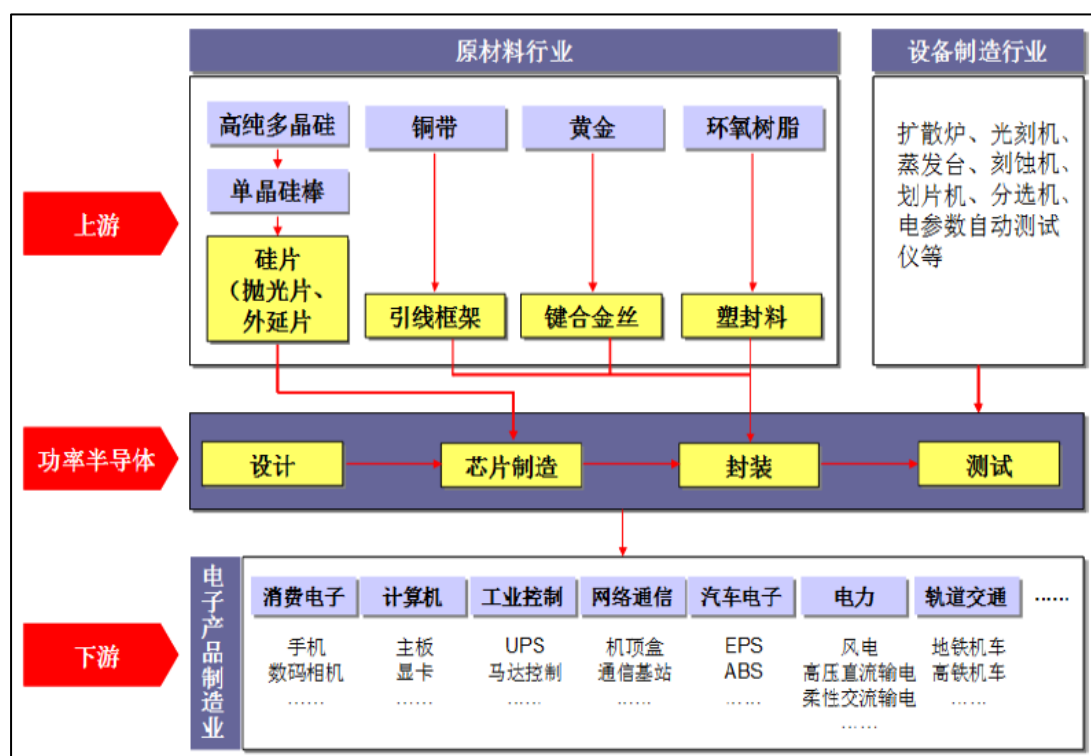 原材料行业
设备制造行业
高纯多晶硅
铜带
黄金
环氧树脂
单晶硅棒
硅片
（抛光片、
外延片
引线框架
键合金丝
塑封料
扩散炉、光刻机、
蒸发台、刻蚀机、
划片机、分选机、
电参数自动测试
仪等
上游
功率半导体
设计
芯片制造
封装
测试
下游
电子产品制造业
消费电子
计算机
工业控制
网络通信
汽车电子
电力
轨道交通
……
手机
数码相机
……
主板
显卡
……
UPS
马达控制
……
机顶盒
通信基站
……
EPS
ABS
……
风电
高压直流输电
柔性交流输电
……
地铁机车
高铁机车
……